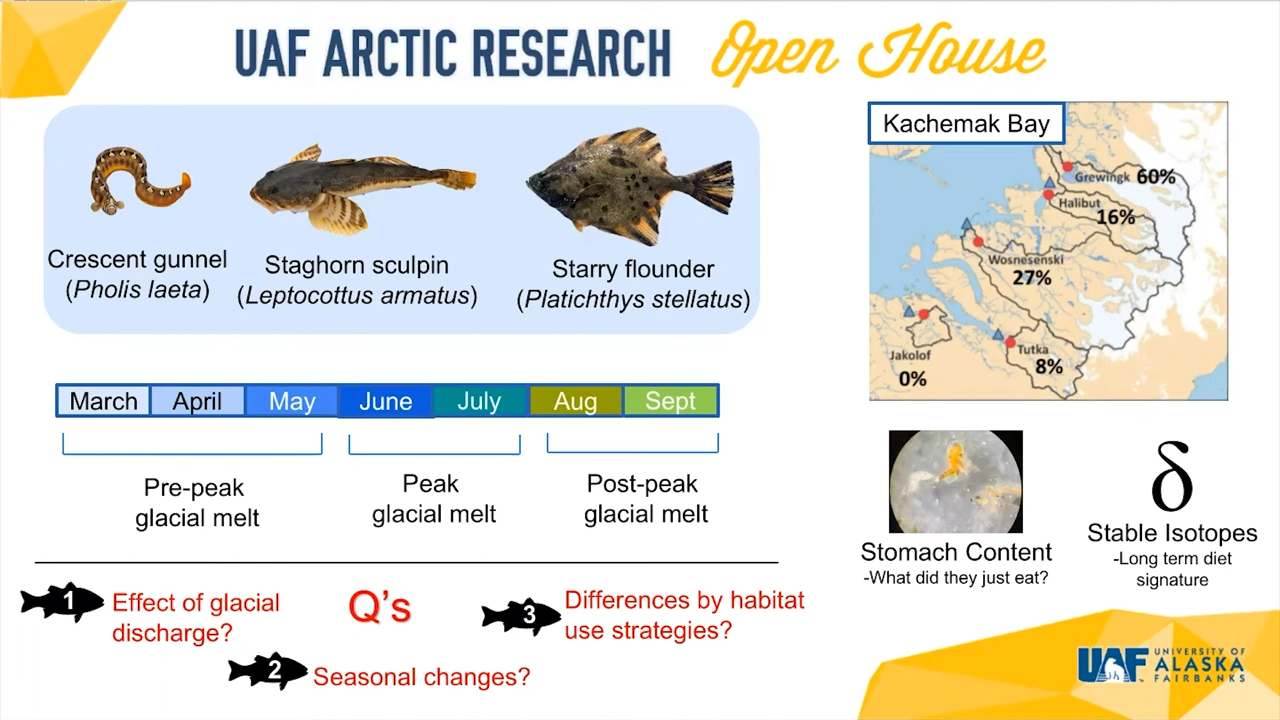 UAF ARCTIC RESEARCH Open House
Crescent gunnel
(Pholis laeta)
Staghorn sculpin
(Leptocottus armatus)
Starry flounder
(Platichthys stellatus)
Kachemak Bay
Grewingk 60%
Halibut
16%
Wosnesenski
27%
Jakolof
0%
Tutka
8%
March April May June July Aug Sept
Pre-peak
glacial melt
Peak
glacial melt
Post-peak
glacial melt
Stomach Content
-What did they just eat?
δ
Stable Isotopes
-Long term diet
signature
Q's
1 Effect of glacial
discharge?
2 Seasonal changes?
3 Differences by habitat
use strategies?
UAF UNIVERSITY OF
ALASKA
FAIRBANKS